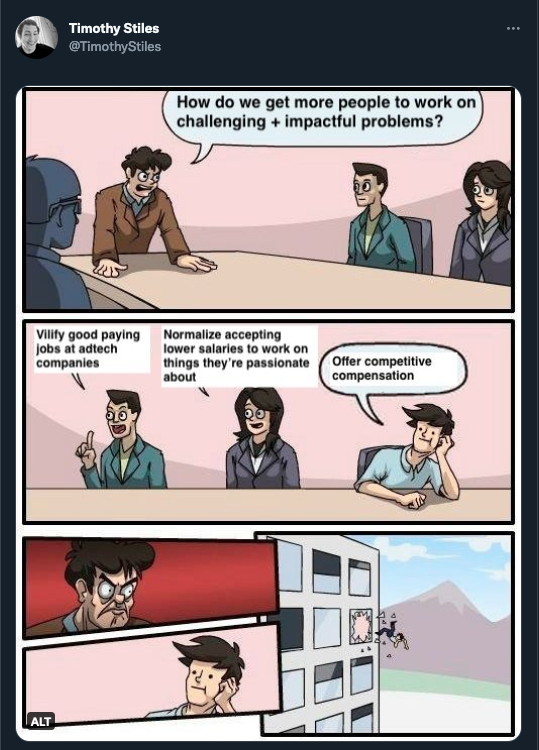 Timothy Stiles
@TimothyStiles
How do we get more people to work on
challenging + impactful problems?
Vilify good paying
jobs at adtech
companies
Normalize accepting
lower salaries to work on
things they're passionate
about
Offer competitive
compensation
ALT